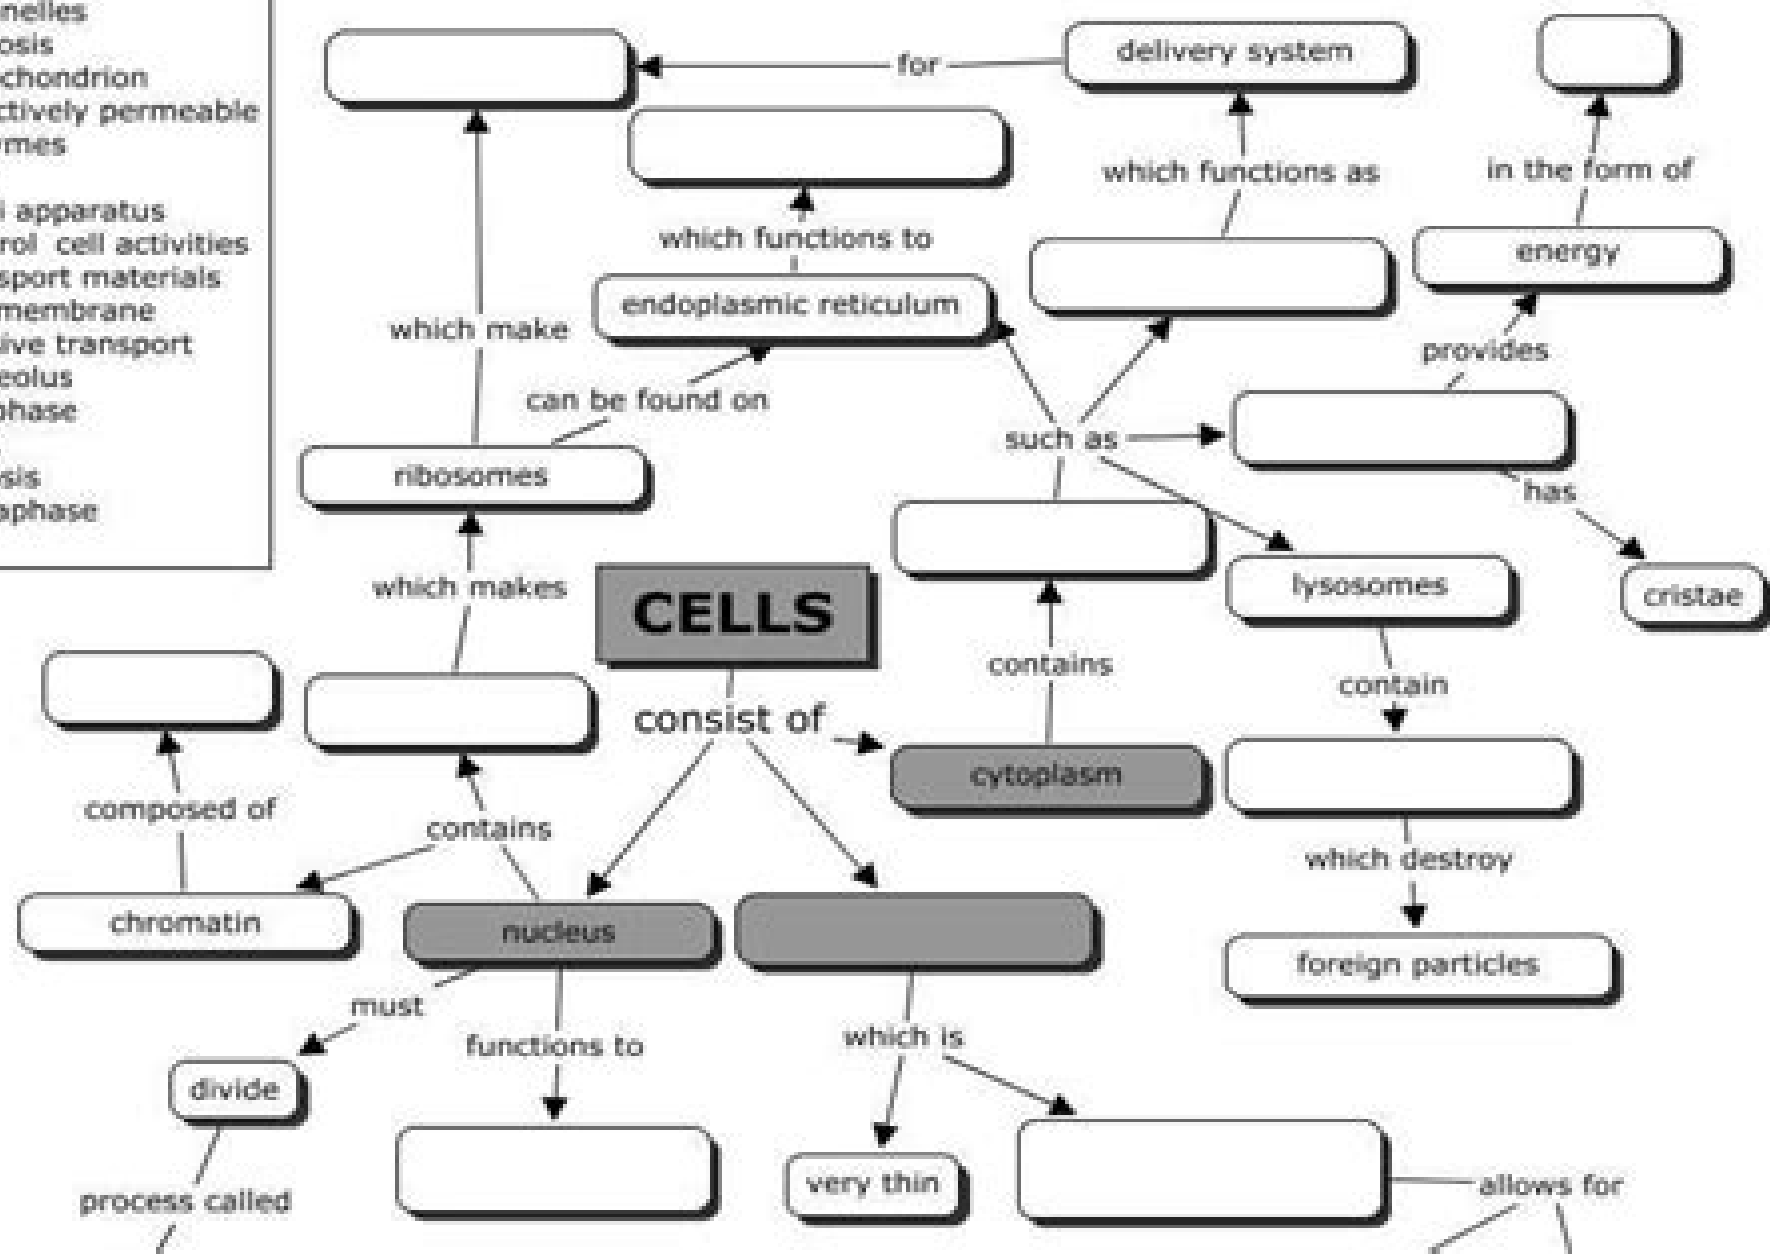 nelles
osis
chondrion
ctively permeable
mes
i apparatus
rol cell activities
sport materials
membrane
ive transport
eolus
phase
sis
aphase
for
delivery system
which functions as
in the form of
which functions to
energy
endoplasmic reticulum
which make
provides
can be found on
such as
ribosomes
has
which makes
CELLS
lysosomes
cristae
contains
contain
consist of
cytoplasm
composed of
contains
which destroy
chromatin
nucleus
foreign particles
must
functions to
which is
divide
very thin
process called
allows for